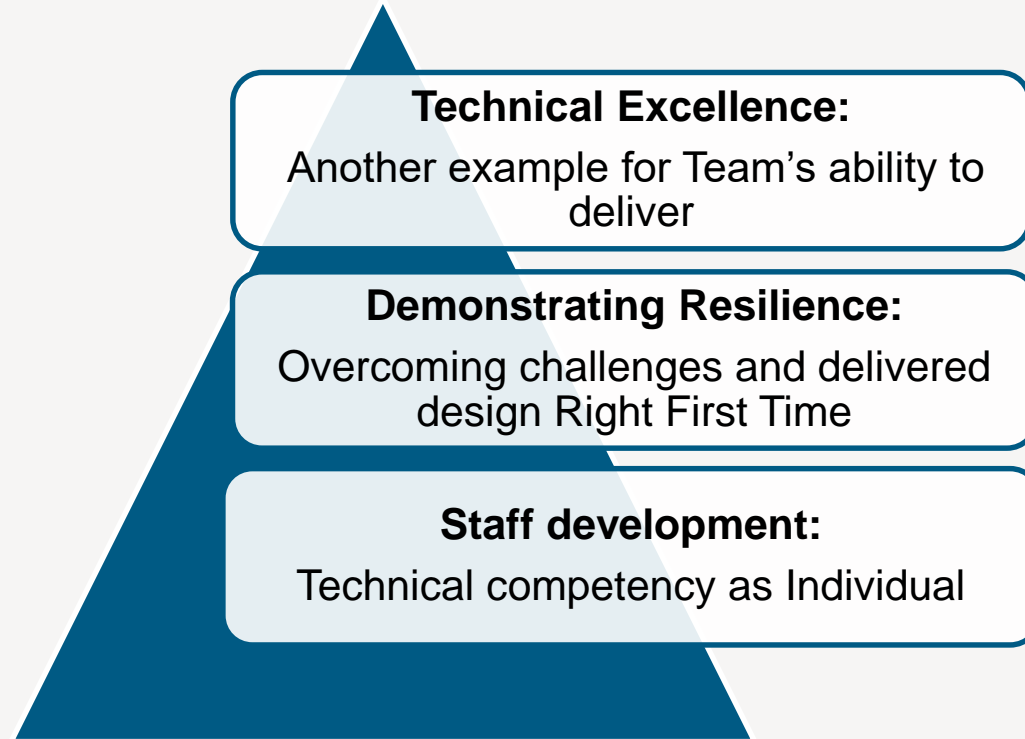 Technical Excellence:
Another example for Team’s ability to
deliver
Demonstrating Resilience:
Overcoming challenges and delivered
design Right First Time
Staff development:
Technical competency as Individual